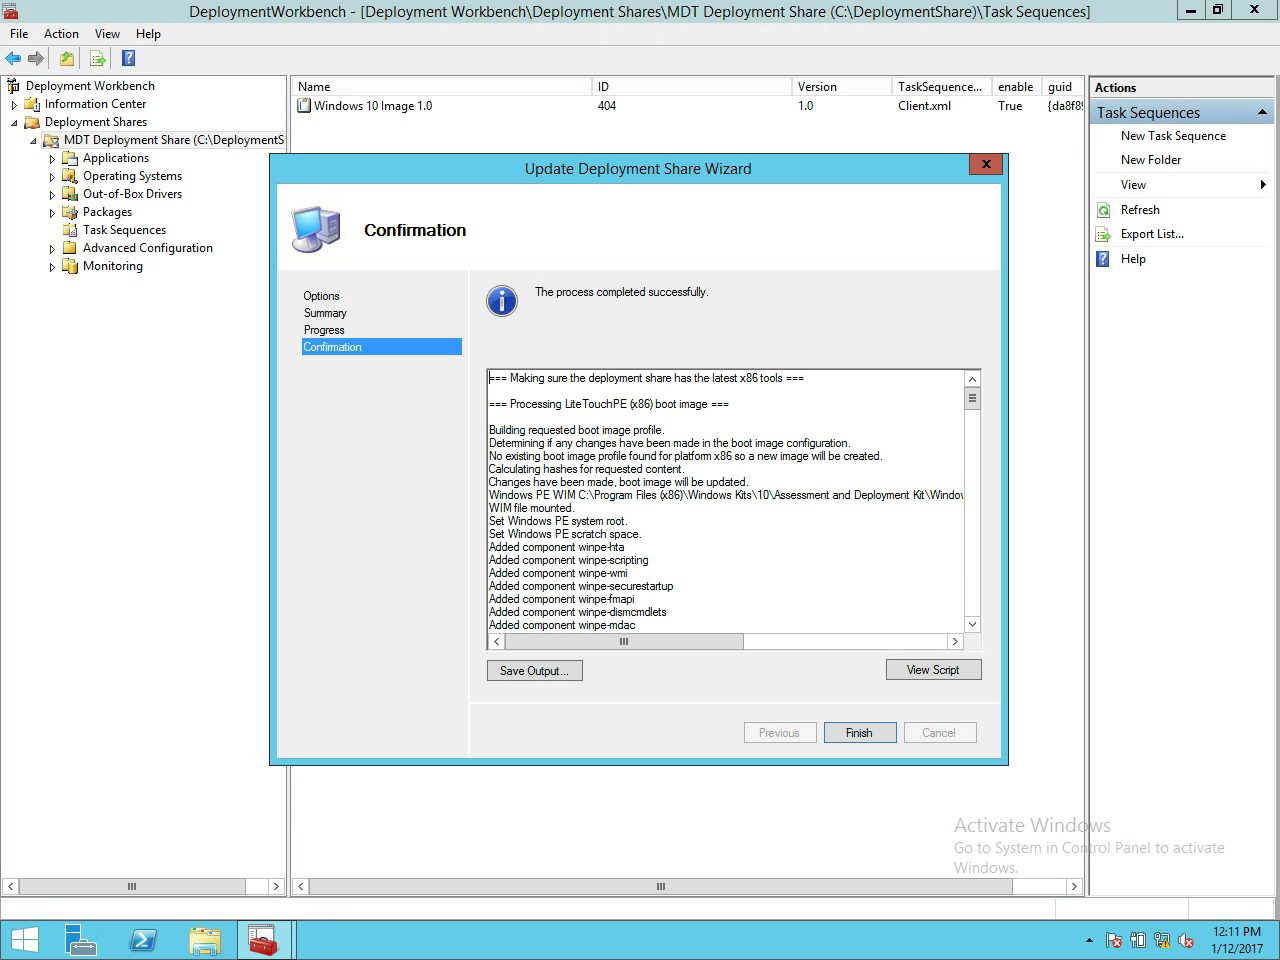 DeploymentWorkbench - [Deployment Workbench\Deployment Shares\MDT Deployment Share (C:\DeploymentShare)\Task Sequences]
File Action View Help
Deployment Workbench
Information Center
Deployment Shares
MDT Deployment Share (C:\DeploymentS
Applications
Operating Systems
Out-of-Box Drivers
Packages
Task Sequences
Advanced Configuration
Monitoring
Name ID Version TaskSequence... enable guid
Windows 10 Image 1.0 404 1.0 Client.xml True {da8f89
Actions
Task Sequences
New Task Sequence
New Folder
View
Refresh
Export List...
Help
Update Deployment Share Wizard
Confirmation
Options
Summary
Progress
Confirmation
The process completed successfully.
=== Making sure the deployment share has the latest x86 tools ===
=== Processing LiteTouchPE (x86) boot image ===
Building requested boot image profile.
Determining if any changes have been made in the boot image configuration.
No existing boot image profile found for platform x86 so a new image will be created.
Calculating hashes for requested content.
Changes have been made, boot image will be updated.
Windows PE WIM C:\Program Files (x86)\Windows Kits\10\Assessment and Deployment Kit\Window
WIM file mounted.
Set Windows PE system root.
Set Windows PE scratch space.
Added component winpe-hta
Added component winpe-scripting
Added component winpe-wmi
Added component winpe-securestartup
Added component winpe-fmapi
Added component winpe-dismcmdlets
Added component winpe-mdac
Save Output... View Script
Previous Finish Cancel
Activate Windows
Go to System in Control Panel to activate
Windows.
12:11 PM
1/12/2017